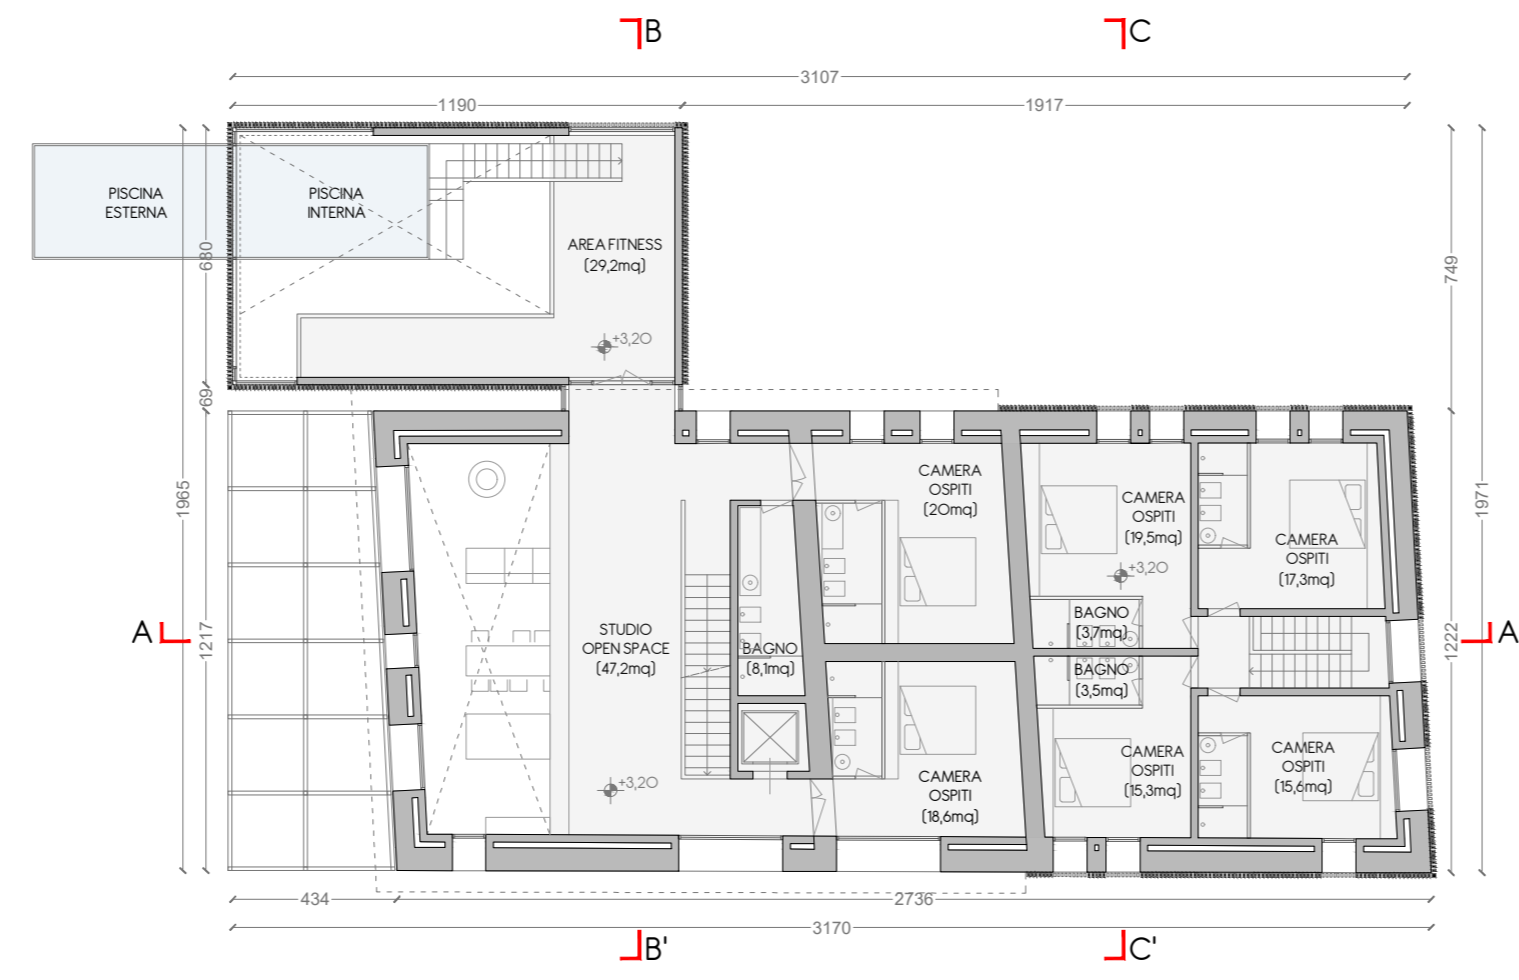 B
C
3107
1190
1917
PISCINA
ESTERNA
PISCINA
INTERNA
AREA FITNESS
(29,2mq)
680
749
+3,20
69
1965
1971
CAMERA
OSPITI
(20mq)
CAMERA
OSPITI
(19,5mq)
CAMERA
OSPITI
(17,3mq)
+3,20
A
1217
STUDIO
OPEN SPACE
(47,2mq)
BAGNO
(8,1mq)
BAGNO
(3,7mq)
BAGNO
(3,5mq)
1222
A
+3,20
CAMERA
OSPITI
(18,6mq)
CAMERA
OSPITI
(15,3mq)
CAMERA
OSPITI
(15,6mq)
434
2736
3170
B'
C'